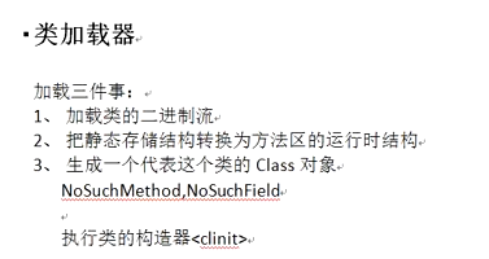 ▪类加载器
加载三件事：
1、 加载类的二进制流
2、 把静态存储结构转换为方法区的运行时结构
3、 生成一个代表这个类的 Class 对象
NoSuchMethod,NoSuchField
执行类的构造器<clinit>